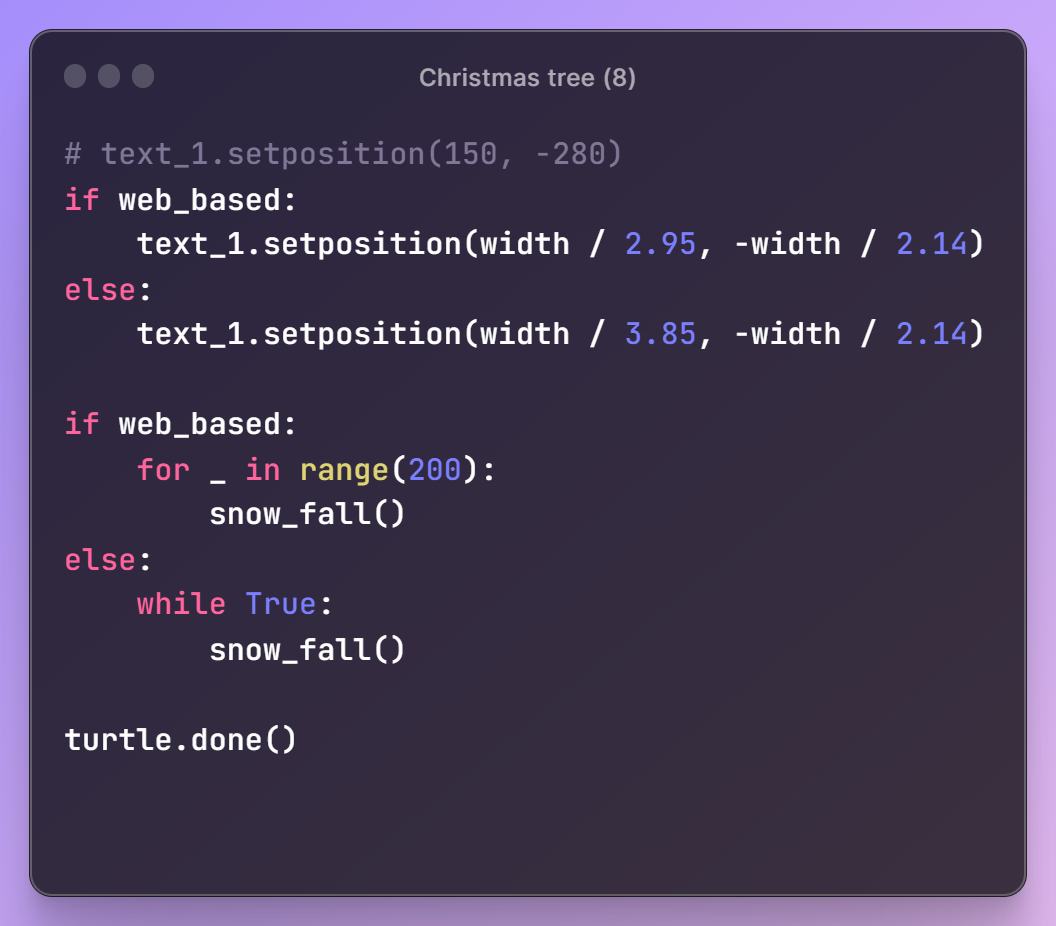 Christmas tree (8)
# text_1.setposition(150, -280)
if web_based:
    text_1.setposition(width / 2.95, -width / 2.14)
else:
    text_1.setposition(width / 3.85, -width / 2.14)

if web_based:
    for _ in range(200):
        snow_fall()
else:
    while True:
        snow_fall()

turtle.done()